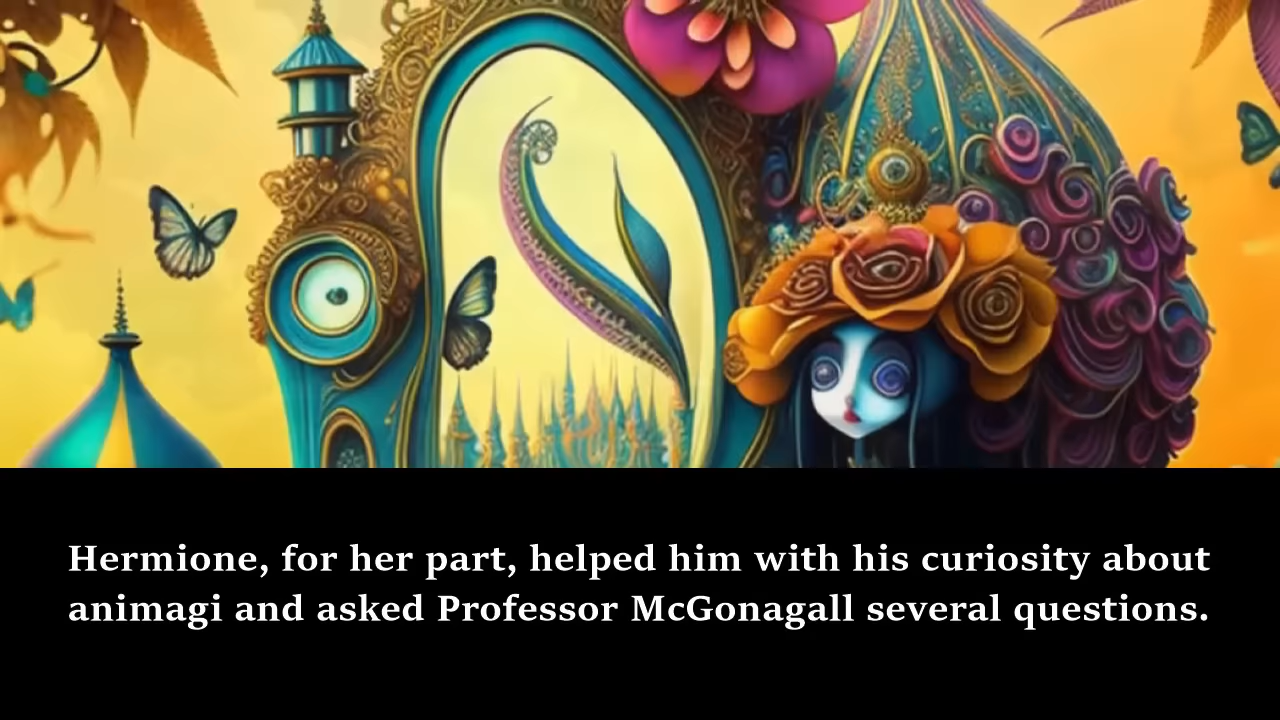 Hermione, for her part, helped him with his curiosity about
animagi and asked Professor McGonagall several questions.